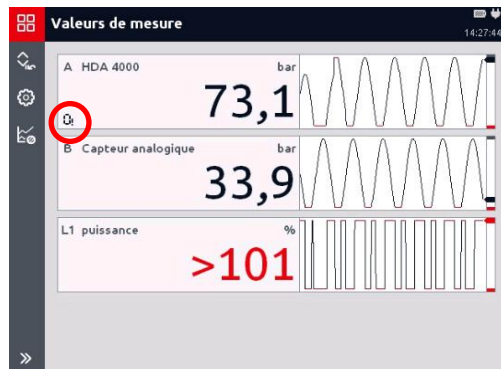 Valeurs de mesure
14:27:44
A HDA 4000 bar
73,1
B Capteur analogique bar
33,9
L1 puissance %
>101